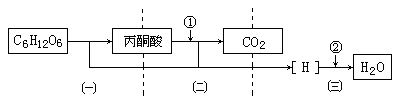 ① ②
C₆H₁₂O₆ 丙酮酸 CO₂ [H] H₂O
(一) (二) (三)